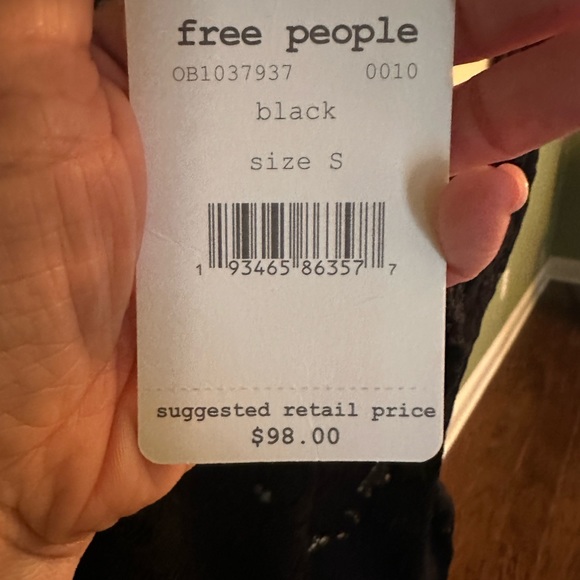 free people
OB1037937 0010
black
size S
1 93465 86357 7
suggested retail price
$98.00